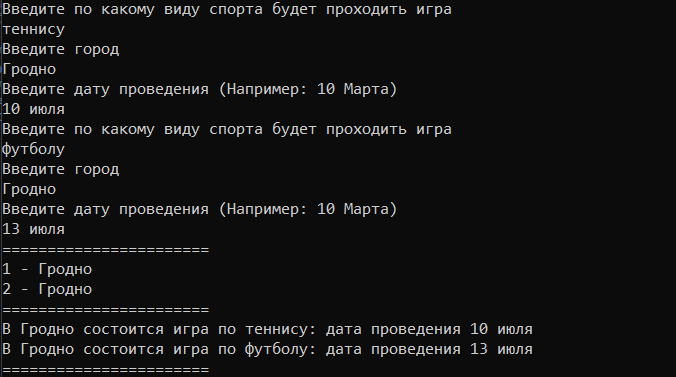 Введите по какому виду спорта будет проходить игра
теннису
Введите город
Гродно
Введите дату проведения (Например: 10 Марта)
10 июля
Введите по какому виду спорта будет проходить игра
футболу
Введите город
Гродно
Введите дату проведения (Например: 10 Марта)
13 июля
=======================
1 - Гродно
2 - Гродно
=======================
В Гродно состоится игра по теннису: дата проведения 10 июля
В Гродно состоится игра по футболу: дата проведения 13 июля
=======================